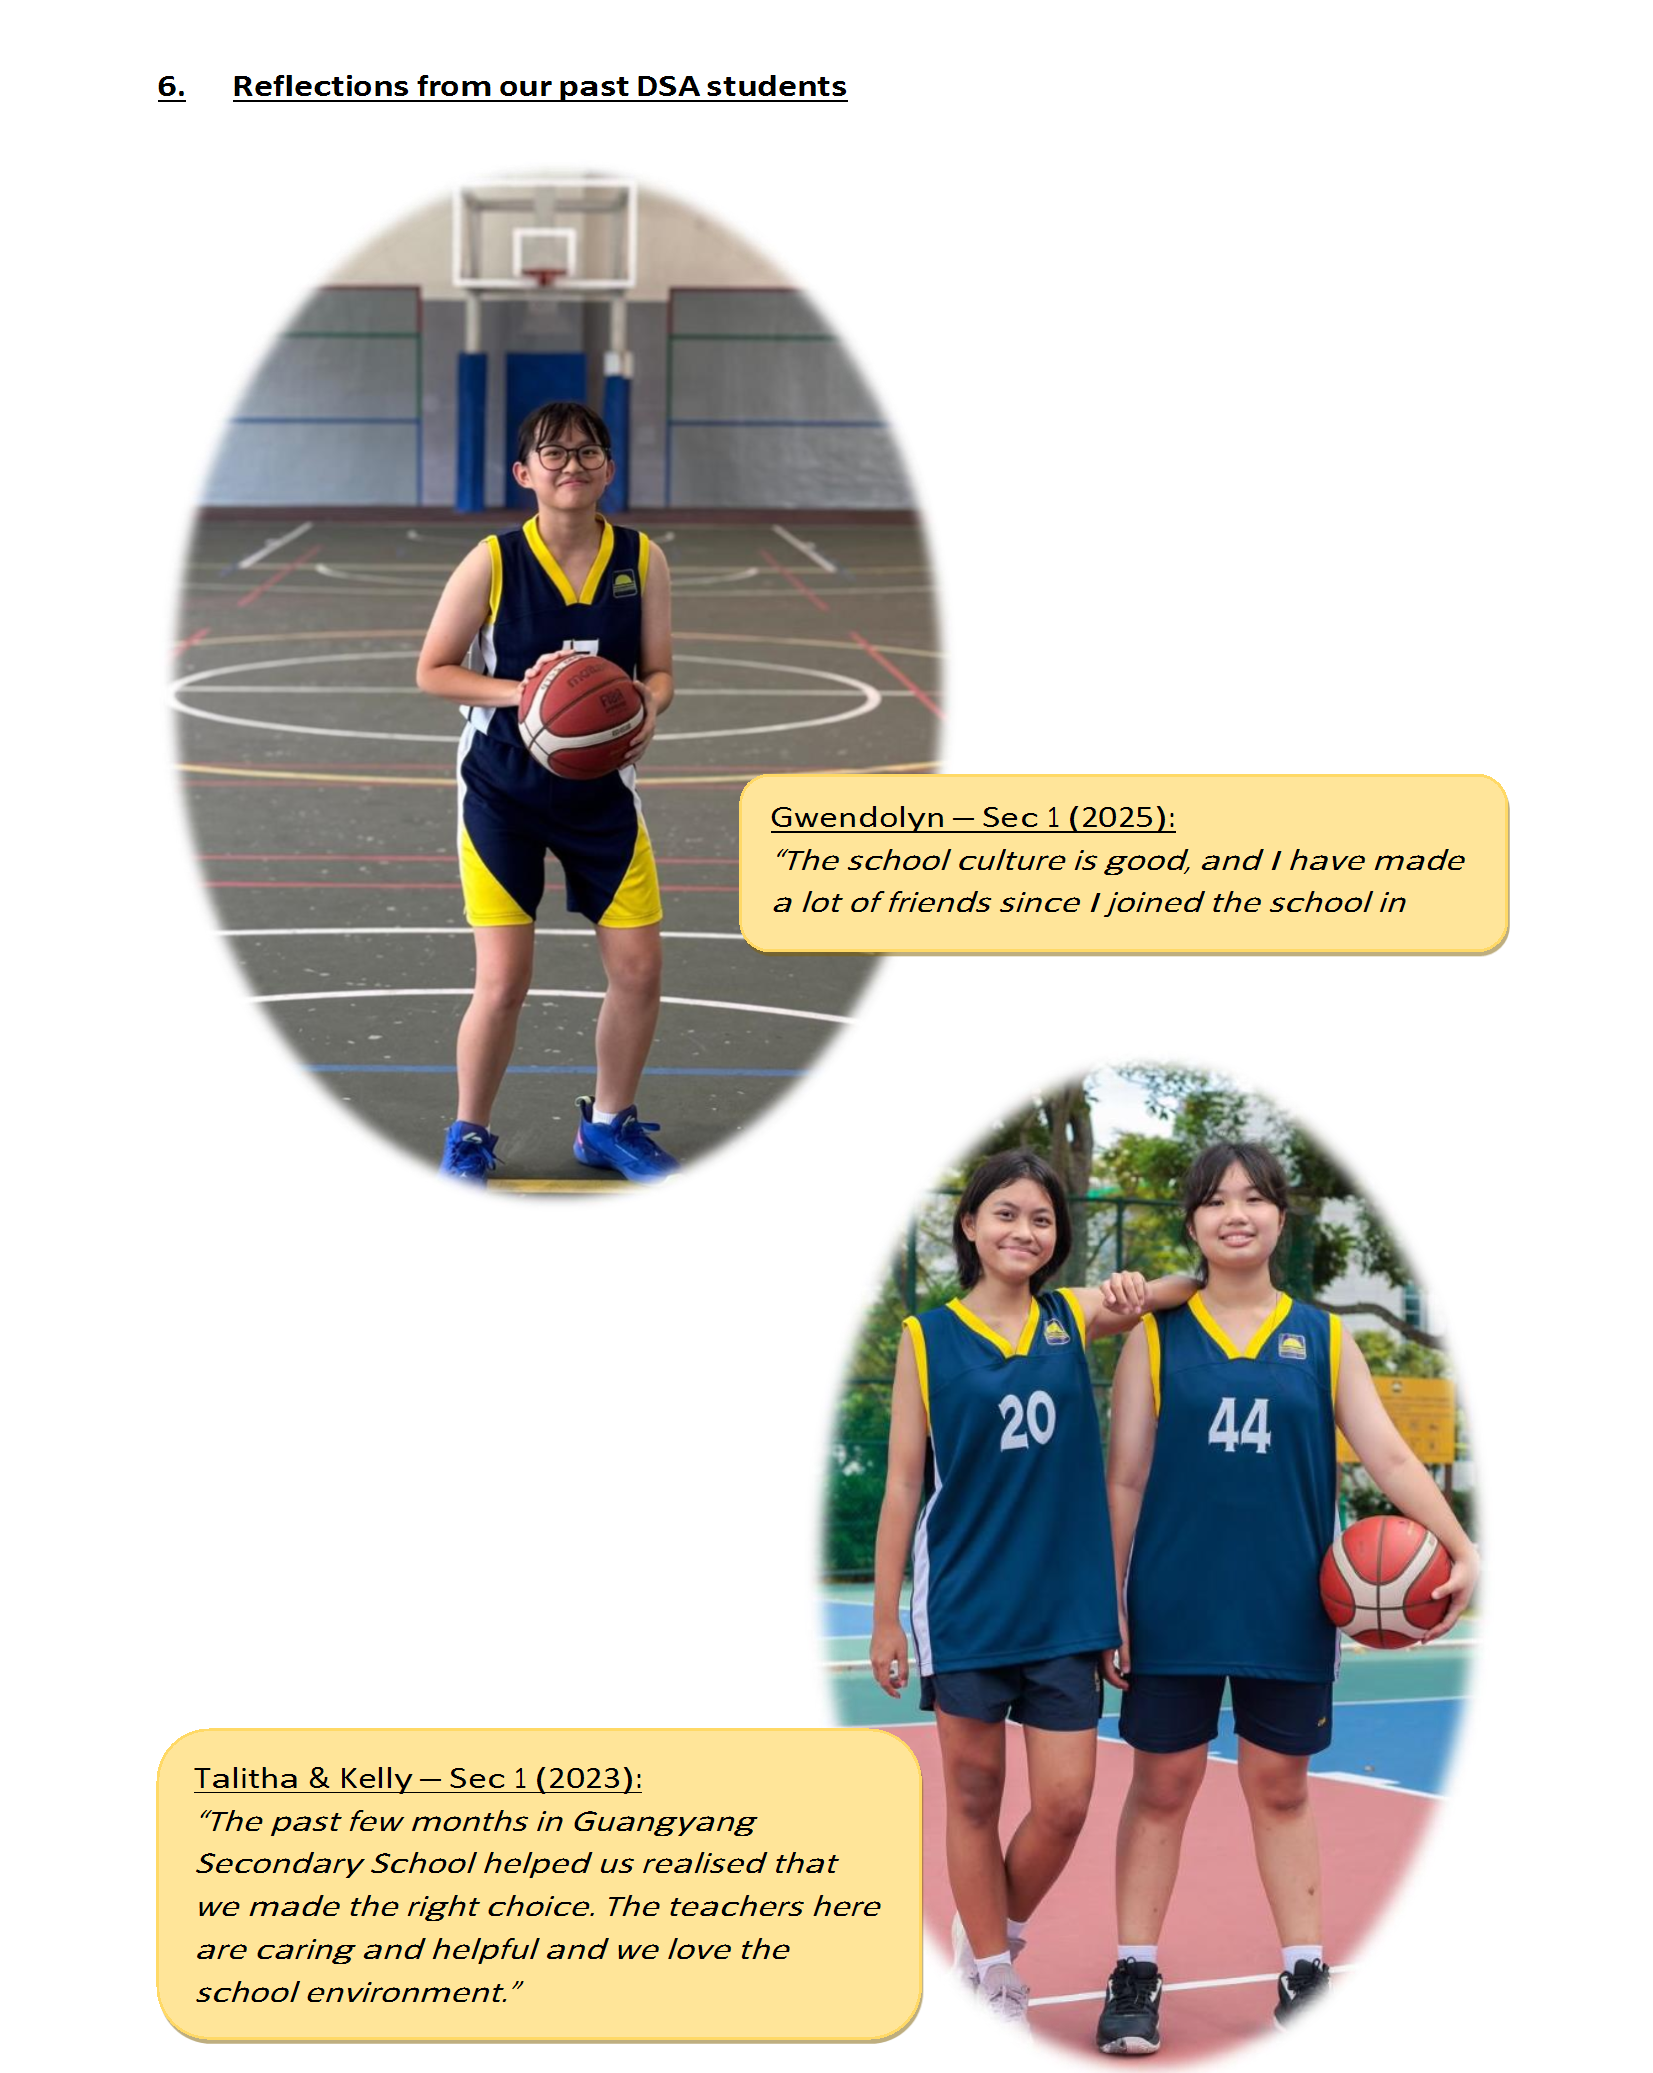 6. Reflections from our past DSA students
Gwendolyn – Sec 1 (2025):
“The school culture is good, and I have made
a lot of friends since I joined the school in
20
44
Talitha & Kelly – Sec 1 (2023):
“The past few months in Guangyang
Secondary School helped us realised that
we made the right choice. The teachers here
are caring and helpful and we love the
school environment.”